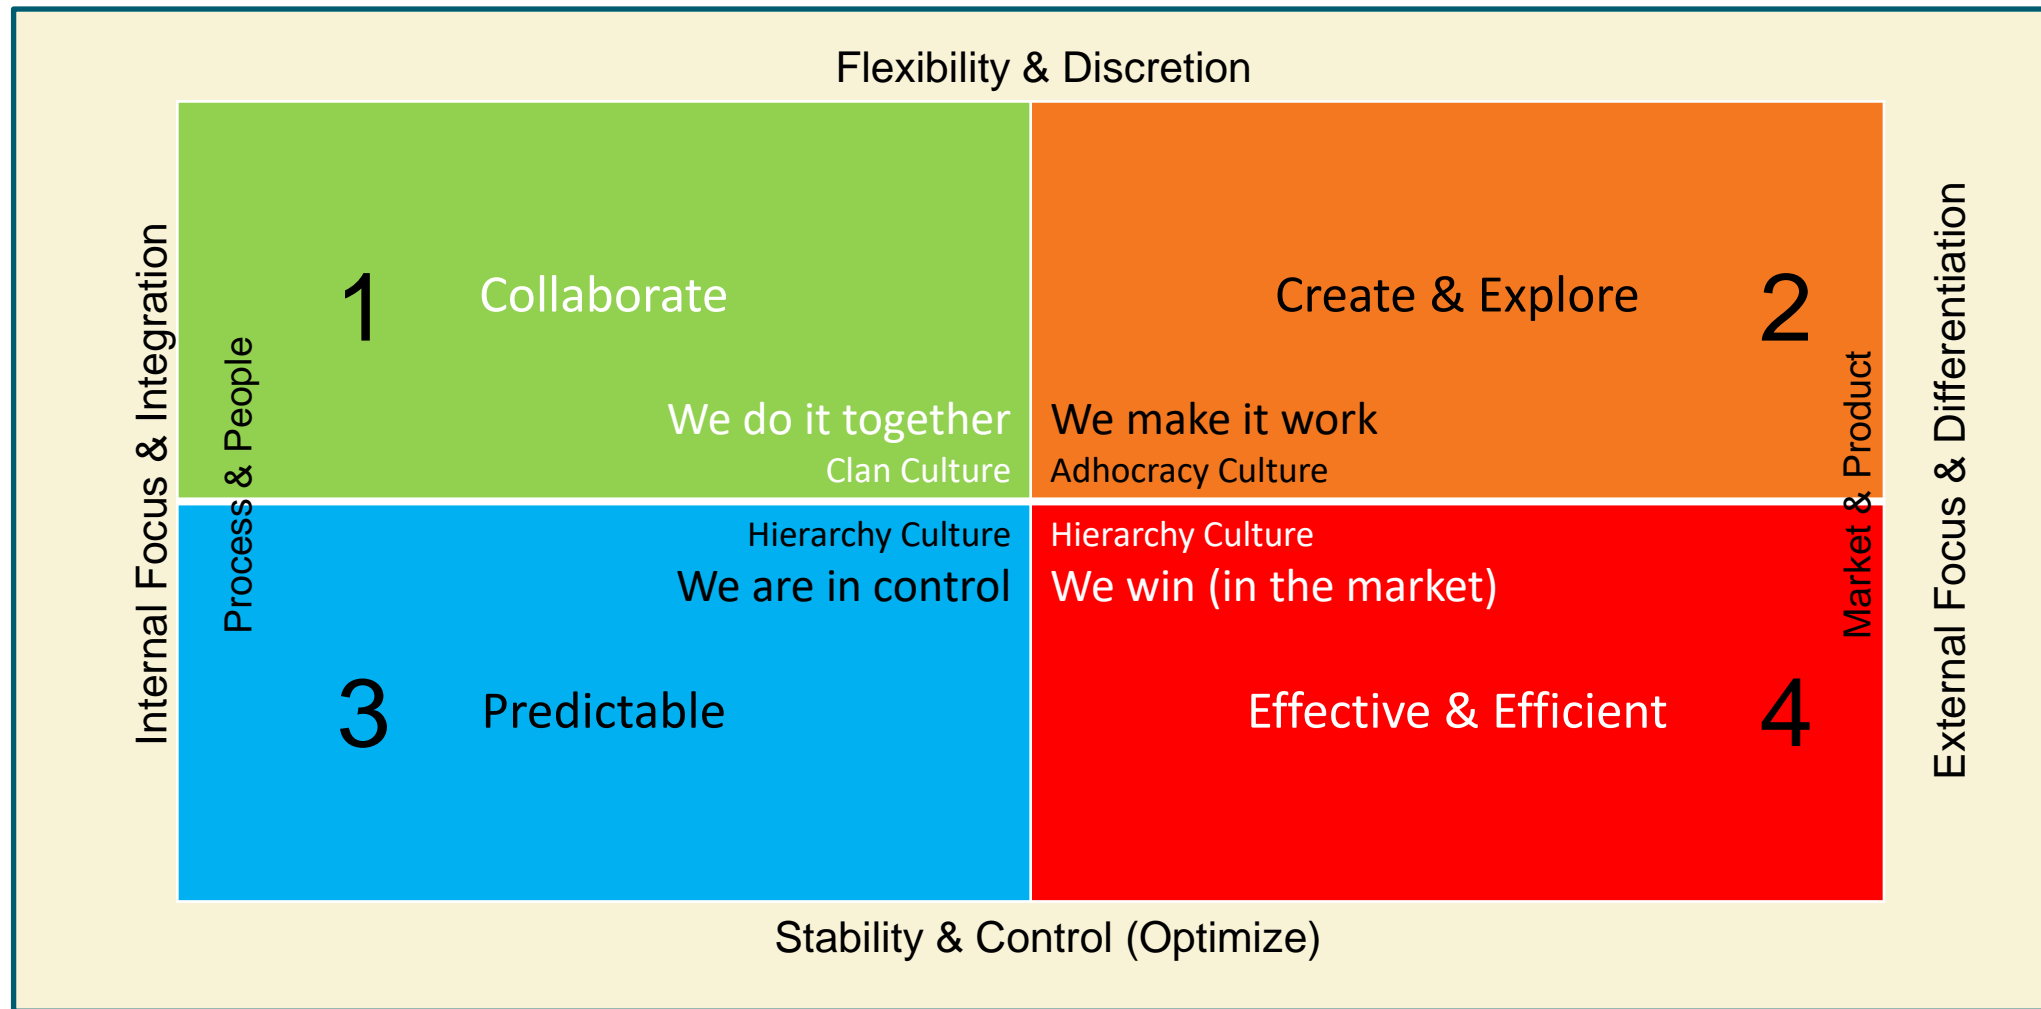 Flexibility & Discretion
Internal Focus & Integration
Process & People
1
Collaborate
We do it together
Clan Culture
Create & Explore
2
We make it work
Adhocracy Culture
Market & Product
External Focus & Differentiation
Hierarchy Culture
We are in control
3
Predictable
Hierarchy Culture
We win (in the market)
Effective & Efficient
4
Stability & Control (Optimize)